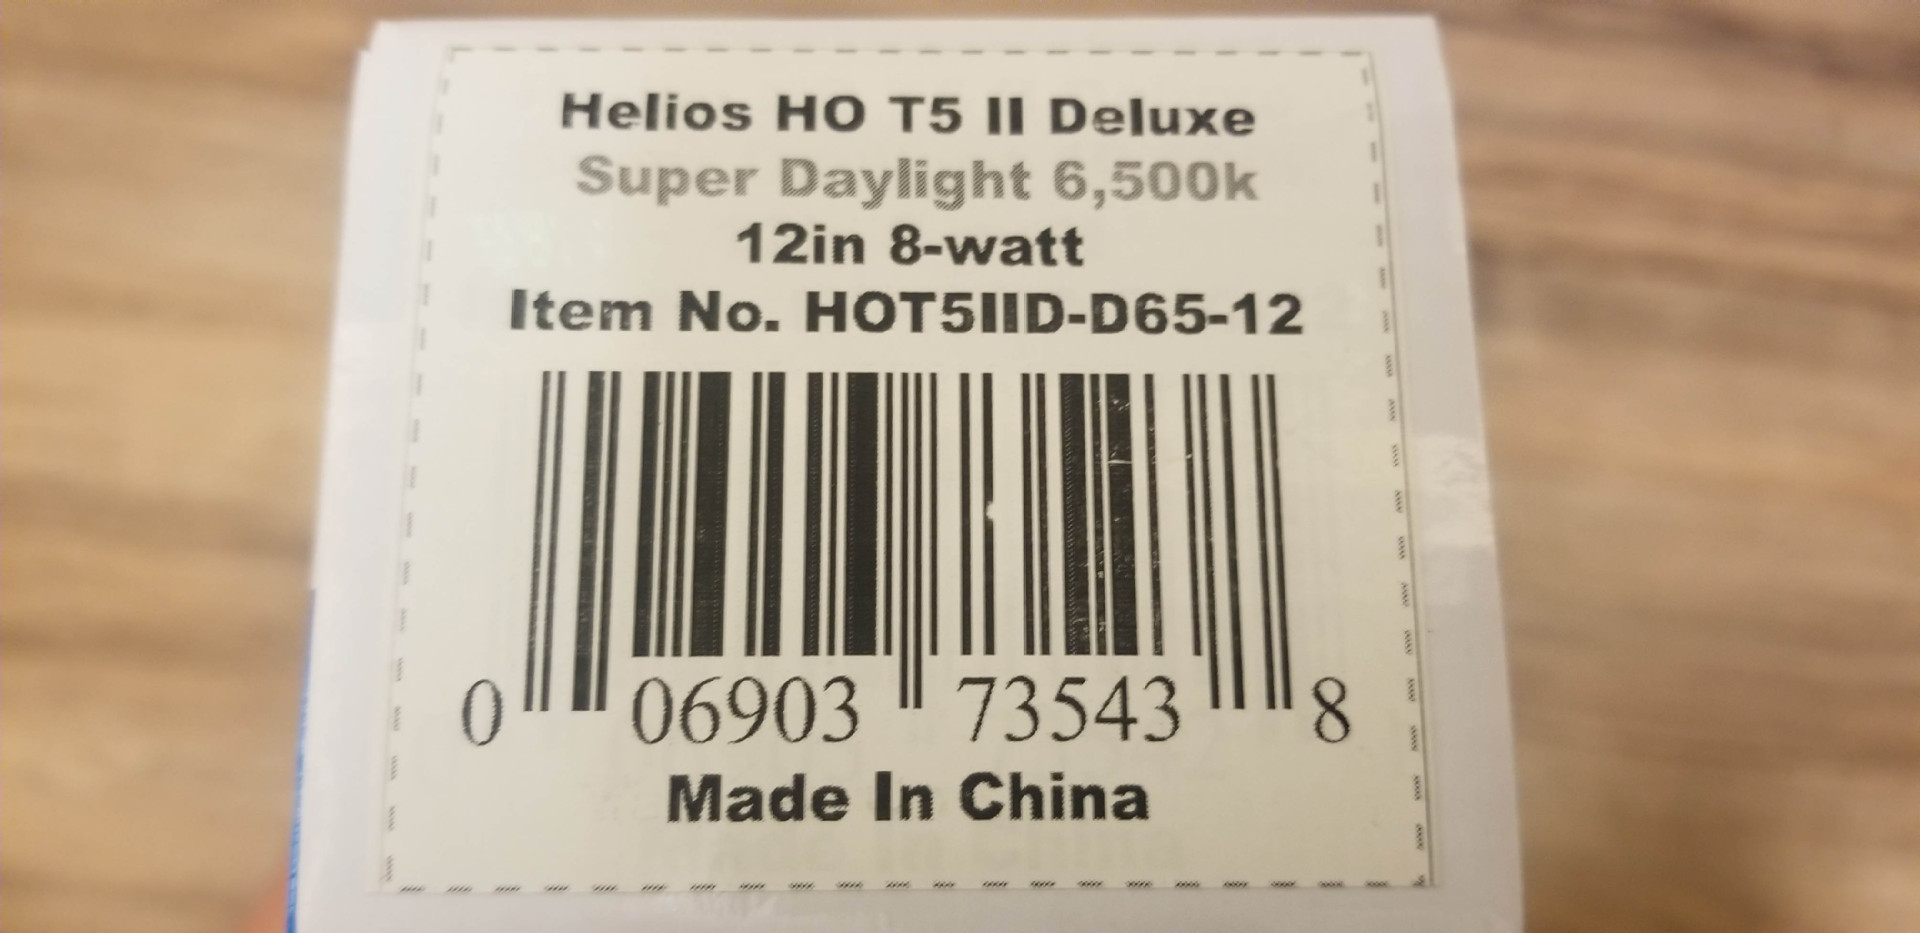 Helios HO T5 II Deluxe
Super Daylight 6,500k
12in 8-watt
Item No. HOT5IID-D65-12
0 06903 73543 8
Made In China